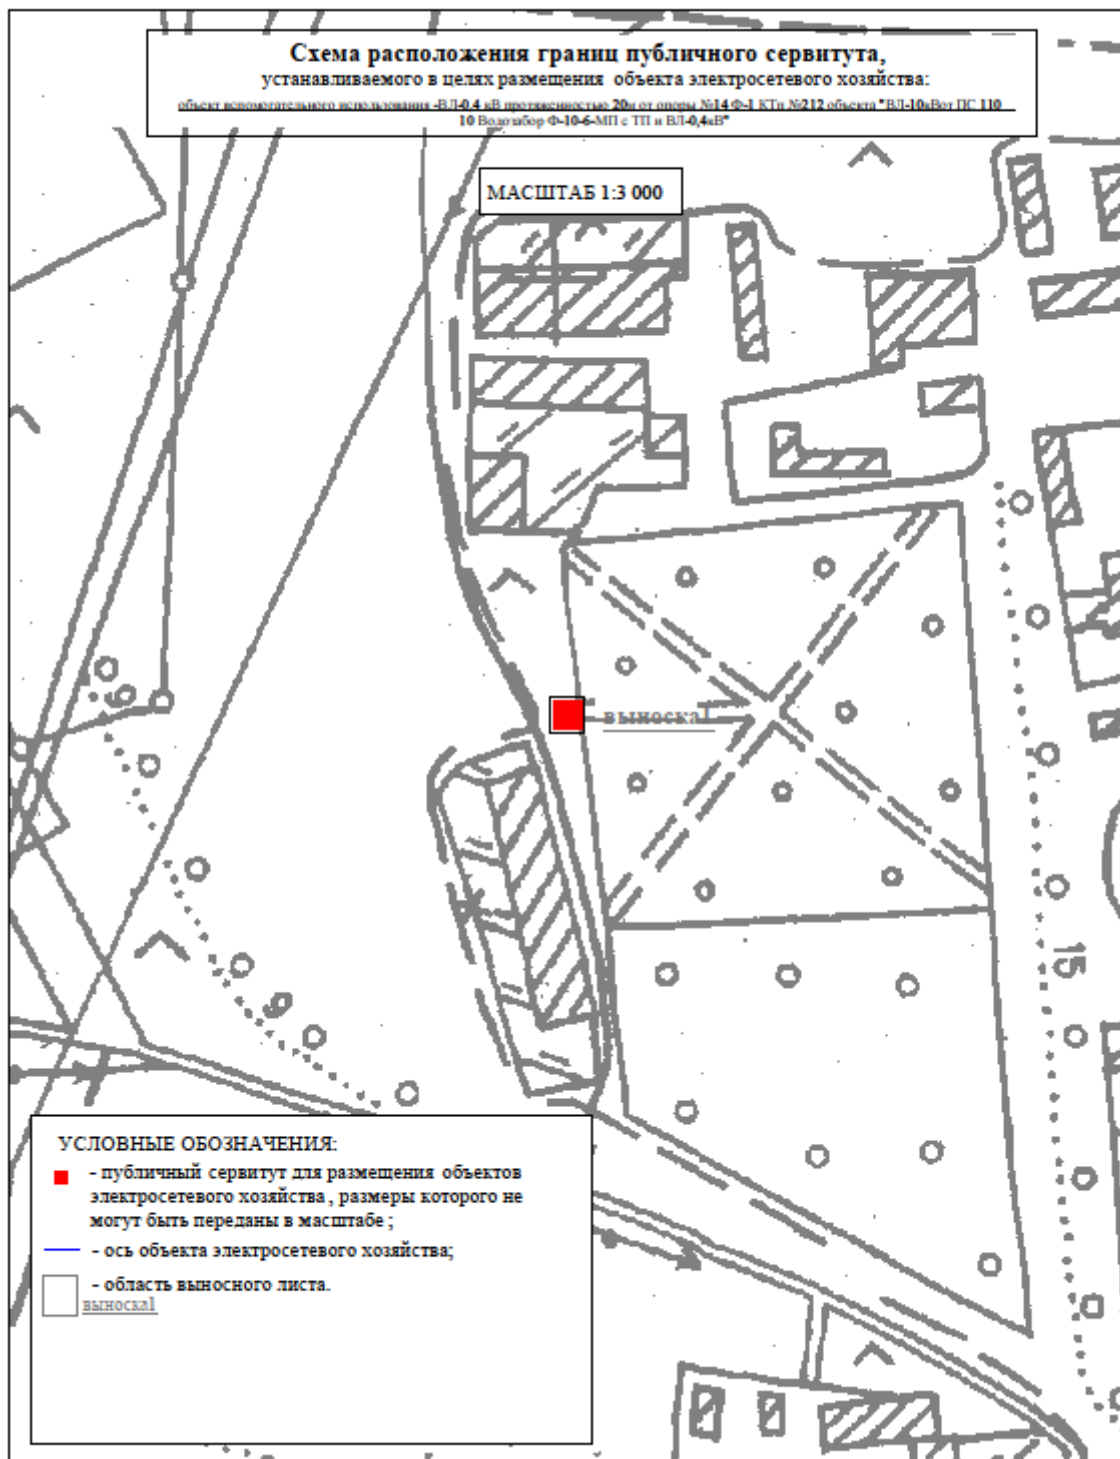 Схема расположения границ публичного сервитута,
устанавливаемого в целях размещения объекта электросетевого хозяйства:
объект вспомогательного использования -ВЛ-0,4 кВ протяженностью 20м от опоры №14 Ф-1 КТп №212 объекта "ВЛ-10кВот ПС 110
10 Водозабор Ф-10-6-МП с ТП и ВЛ-0,4кВ"
МАСШТАБ 1:3 000
выноска1
9
9
15
УСЛОВНЫЕ ОБОЗНАЧЕНИЯ:
- публичный сервитут для размещения объектов
электросетевого хозяйства , размеры которого не
могут быть переданы в масштабе ;
- ось объекта электросетевого хозяйства;
- область выносного листа.
выноска1